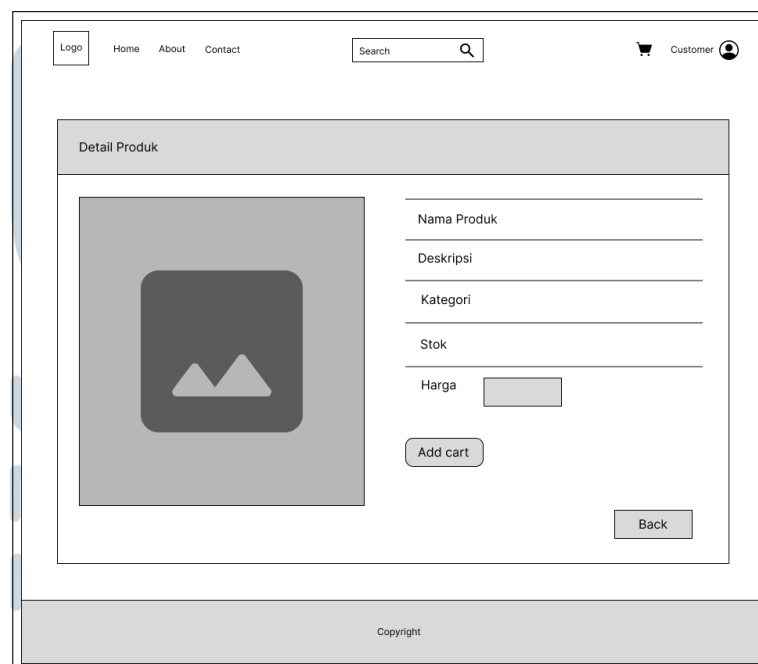 Logo
Home About Contact
Search
Customer
Detail Produk
Nama Produk
Deskripsi
Kategori
Stok
Harga
Add cart
Back
Copyright